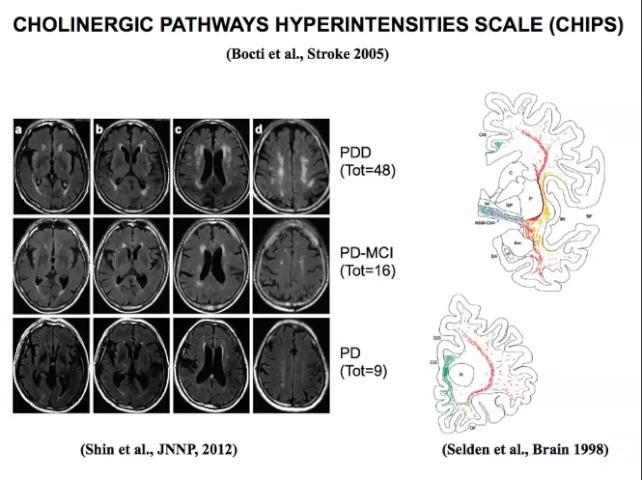 CHOLINERGIC PATHWAYS HYPERINTENSITIES SCALE (CHIPS)
(Bocti et al., Stroke 2005)
a b c d
PDD
(Tot=48)
PD-MCI
(Tot=16)
PD
(Tot=9)
(Shin et al., JNNP, 2012)
(Selden et al., Brain 1998)